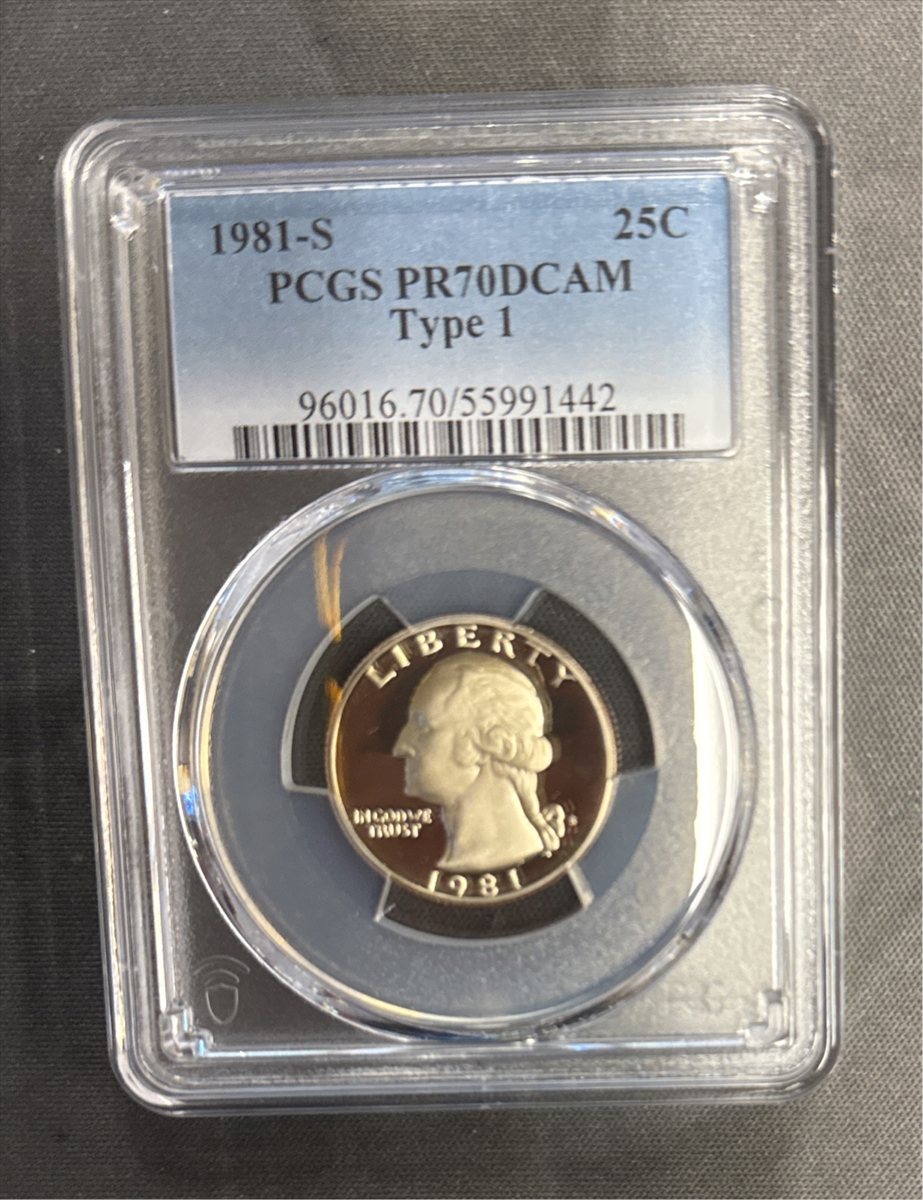 1981-S 25C
PCGS PR70DCAM
Type 1
96016.70/55991442
LIBERTY
IN GOD WE
TRUST
1981